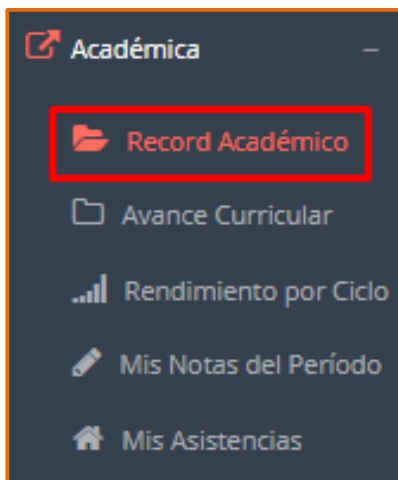 Académica
Record Académico
Avance Curricular
Rendimiento por Ciclo
Mis Notas del Período
Mis Asistencias